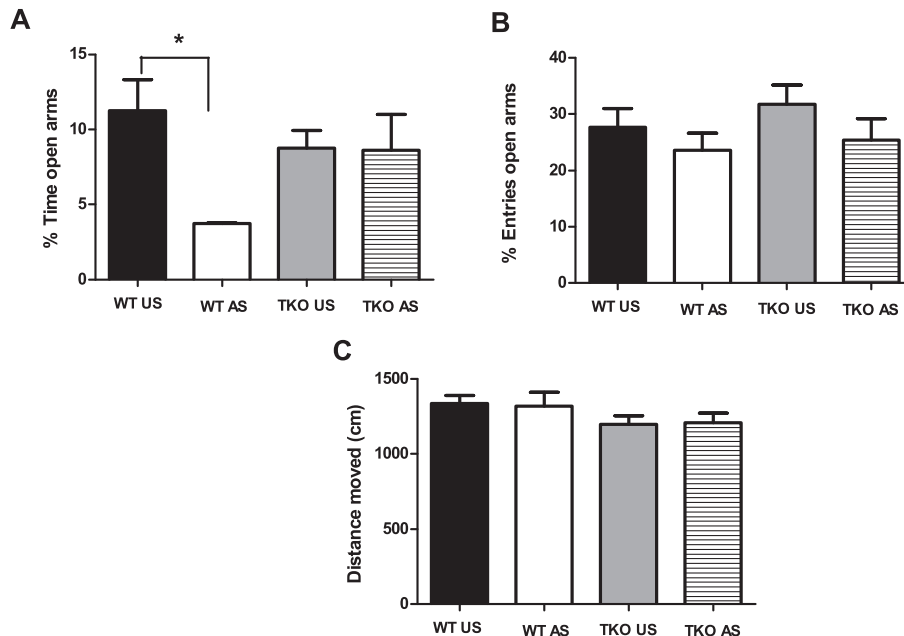 A
*
% Time open arms
15
10
5
0
WT US WT AS TKO US TKO AS
B
% Entries open arms
40
30
20
10
0
WT US WT AS TKO US TKO AS
C
Distance moved (cm)
1500
1000
500
0
WT US WT AS TKO US TKO AS